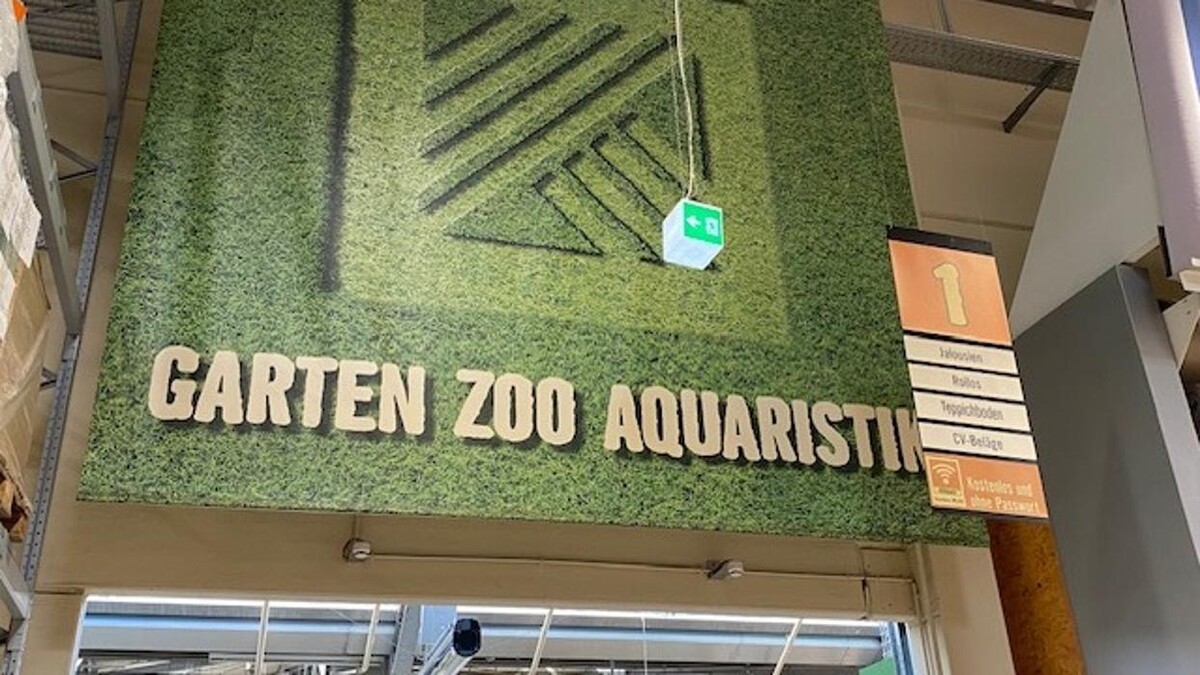 GARTEN ZOO AQUARISTIK
1
Jalousien
Rollos
Teppichboden
CV-Beläge
Kostenlos und
ohne Passwort